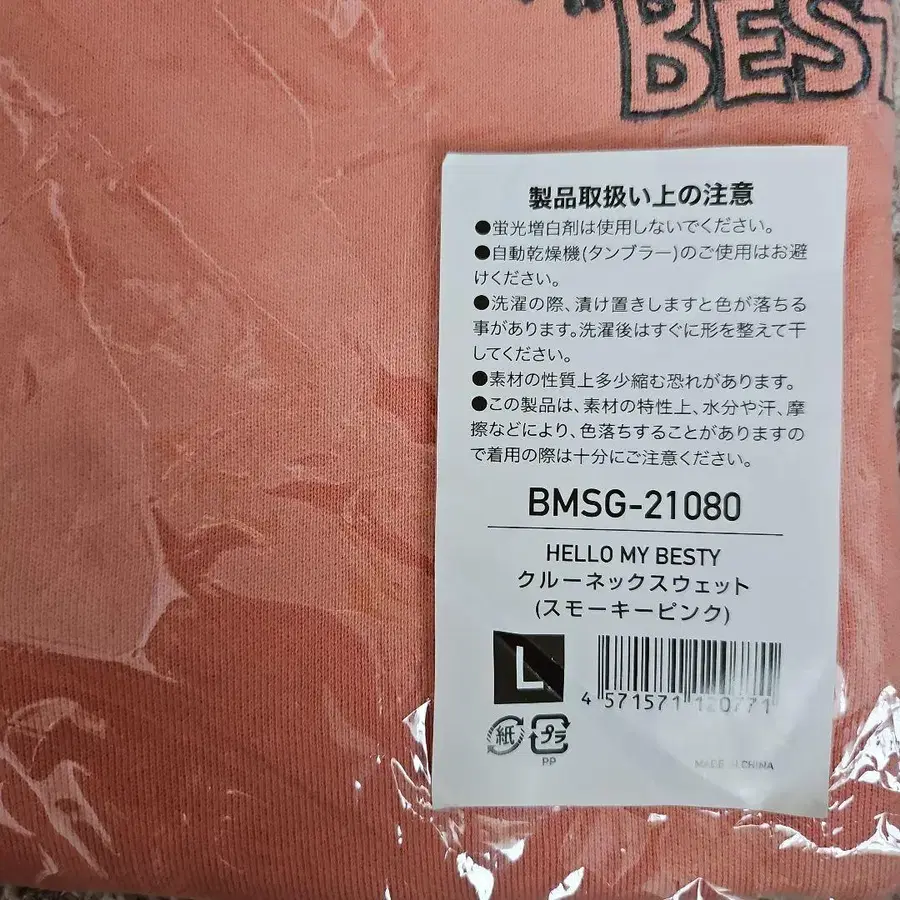 BEST
製品取扱い上の注意
●蛍光増白剤は使用しないでください。
●自動乾燥機(タンブラー)のご使用はお避
けください。
●洗濯の際、漬け置きしますと色が落ちる
事があります。洗濯後はすぐに形を整えて干
してください。
●素材の性質上多少縮む恐れがあります。
●この製品は、素材の特性上、水分や汗、摩
擦などにより、色落ちすることがありますの
で着用の際は十分にご注意ください。
BMSG-21080
HELLO MY BESTY
クルーネックスウェット
(スモーキーピンク)
L
4 571571 120771
紙 プラ
PP
MADE IN CHINA